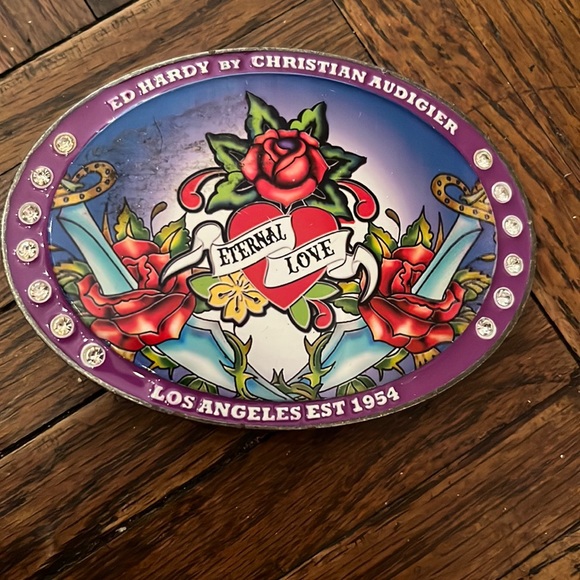 ED HARDY BY CHRISTIAN AUDIGIER
ETERNAL
LOVE
LOS ANGELES EST 1954